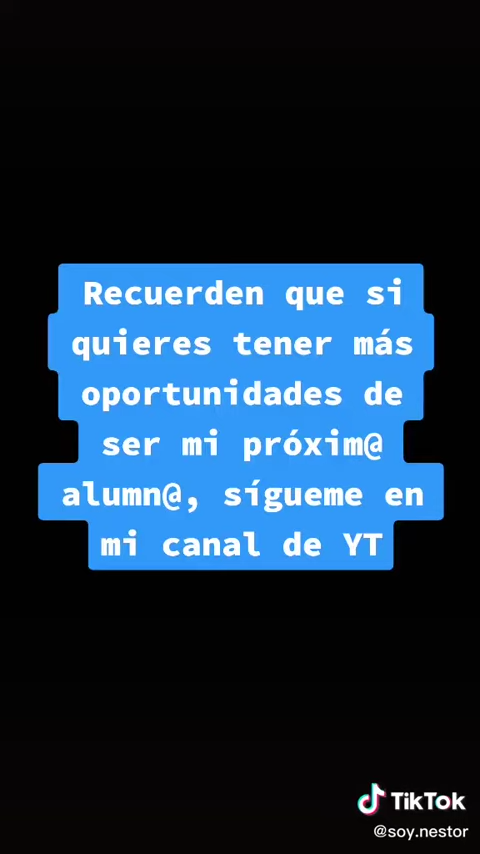 Recuerden que si
quieres tener más
oportunidades de
ser mi próxim@
alumn@, sígueme en
mi canal de YT
TikTok
@soy.nestor